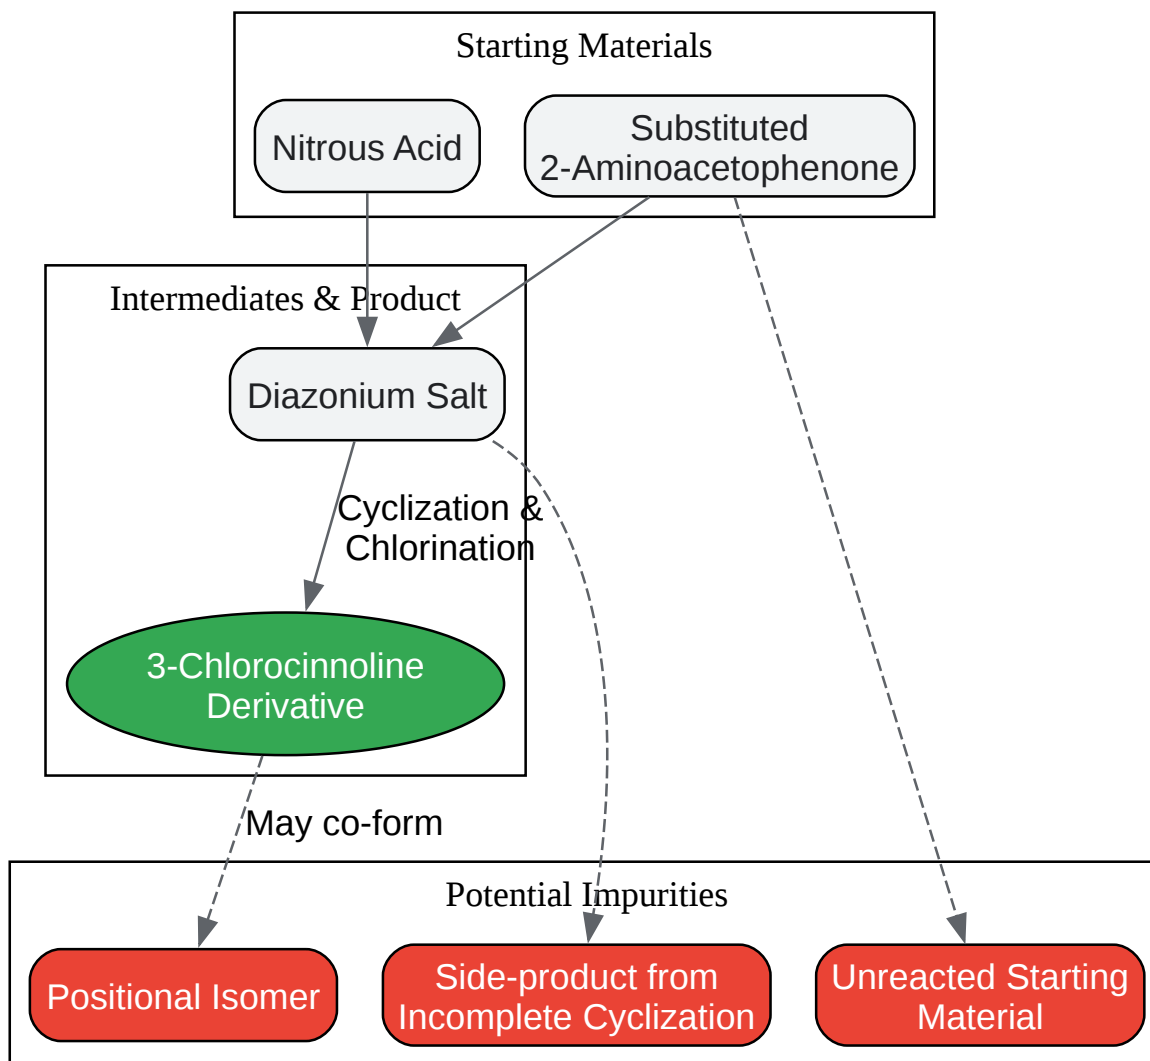 Starting Materials
Nitrous Acid
Substituted
2-Aminoacetophenone
Intermediates & Product
Diazonium Salt
Cyclization &
Chlorination
3-Chlorocinnoline
Derivative
May co-form
Potential Impurities
Positional Isomer
Side-product from
Incomplete Cyclization
Unreacted Starting
Material